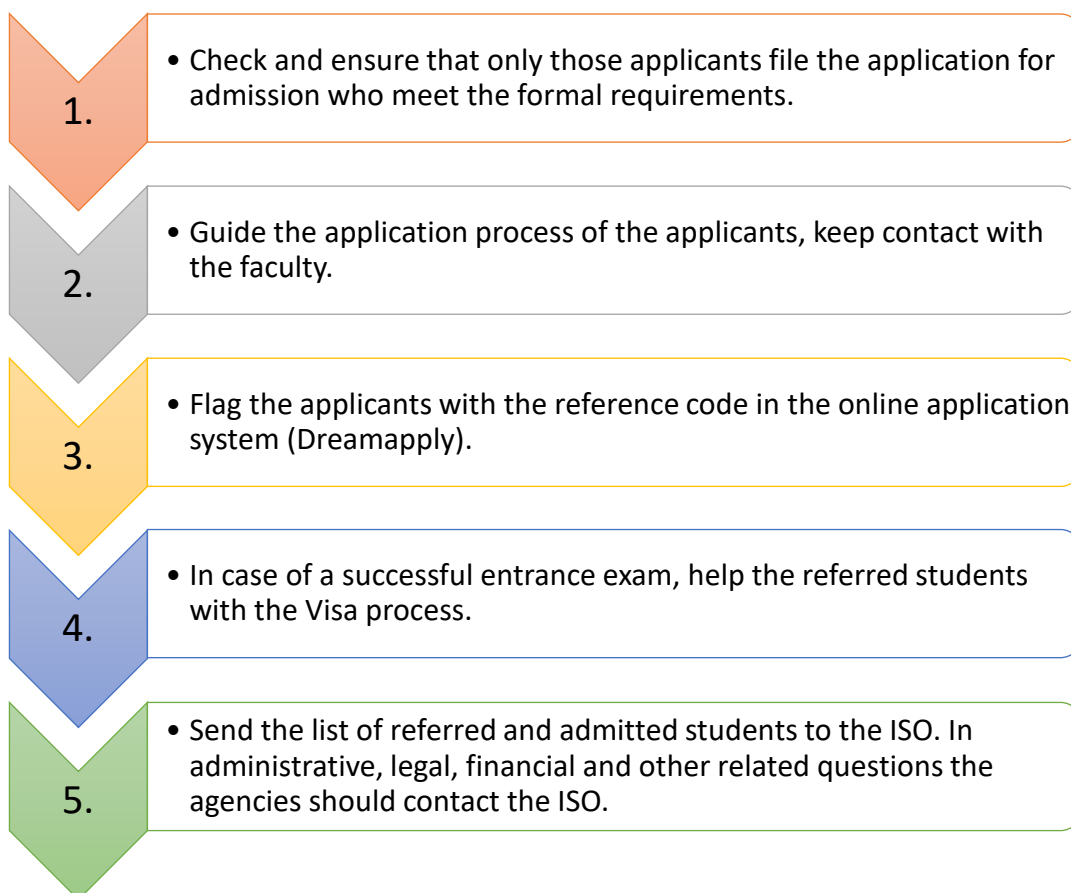 1.
• Check and ensure that only those applicants file the application for
admission who meet the formal requirements.
2.
• Guide the application process of the applicants, keep contact with
the faculty.
3.
• Flag the applicants with the reference code in the online application
system (Dreamapply).
4.
• In case of a successful entrance exam, help the referred students
with the Visa process.
5.
• Send the list of referred and admitted students to the ISO. In
administrative, legal, financial and other related questions the
agencies should contact the ISO.